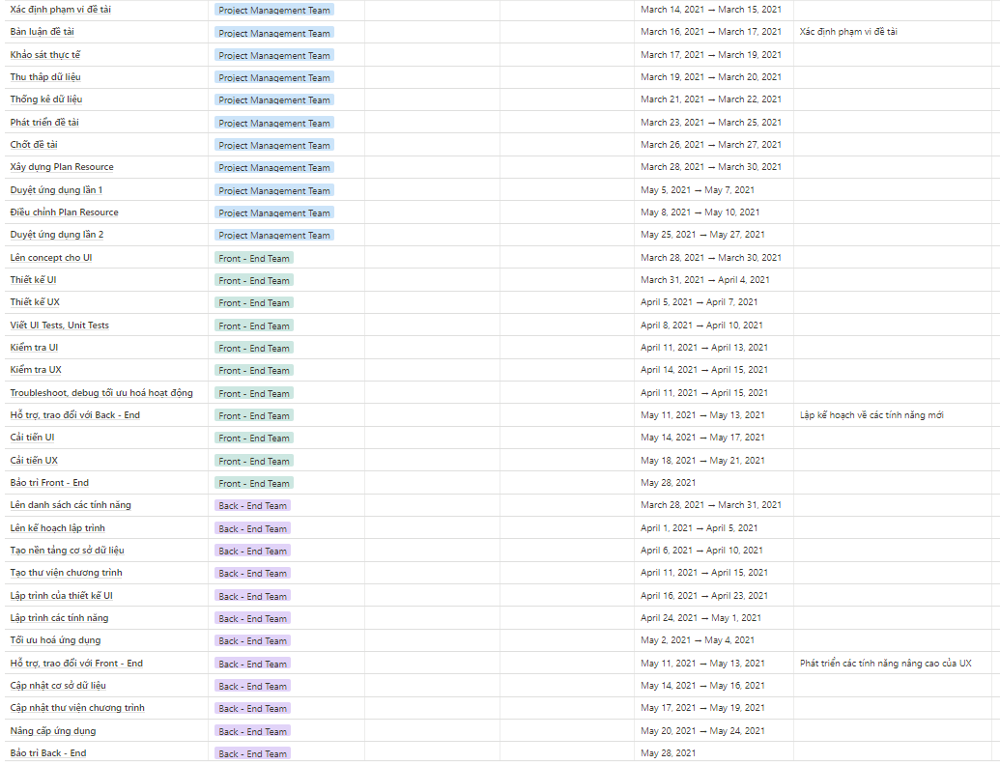 Xác định phạm vi đề tài Project Management Team March 14, 2021 → March 15, 2021
Bản luận đề tài Project Management Team March 16, 2021 → March 17, 2021 Xác định phạm vi đề tài
Khảo sát thực tế Project Management Team March 17, 2021 → March 19, 2021
Thu thập dữ liệu Project Management Team March 19, 2021 → March 20, 2021
Thống kê dữ liệu Project Management Team March 21, 2021 → March 22, 2021
Phát triển đề tài Project Management Team March 23, 2021 → March 25, 2021
Chốt đề tài Project Management Team March 26, 2021 → March 27, 2021
Xây dựng Plan Resource Project Management Team March 28, 2021 → March 30, 2021
Duyệt ứng dụng lần 1 Project Management Team May 5, 2021 → May 7, 2021
Điều chỉnh Plan Resource Project Management Team May 8, 2021 → May 10, 2021
Duyệt ứng dụng lần 2 Project Management Team May 25, 2021 → May 27, 2021
Lên concept cho UI Front - End Team March 28, 2021 → March 30, 2021
Thiết kế UI Front - End Team March 31, 2021 → April 4, 2021
Thiết kế UX Front - End Team April 5, 2021 → April 7, 2021
Viết UI Tests, Unit Tests Front - End Team April 8, 2021 → April 10, 2021
Kiểm tra UI Front - End Team April 11, 2021 → April 13, 2021
Kiểm tra UX Front - End Team April 14, 2021 → April 15, 2021
Troubleshoot, debug tối ưu hoá hoạt động Front - End Team April 11, 2021 → April 15, 2021
Hỗ trợ, trao đổi với Back - End Front - End Team May 11, 2021 → May 13, 2021 Lập kế hoạch về các tính năng mới
Cải tiến UI Front - End Team May 14, 2021 → May 17, 2021
Cải tiến UX Front - End Team May 18, 2021 → May 21, 2021
Bảo trì Front - End Front - End Team May 28, 2021
Lên danh sách các tính năng Back - End Team March 28, 2021 → March 31, 2021
Lên kế hoạch lập trình Back - End Team April 1, 2021 → April 5, 2021
Tạo nền tảng cơ sở dữ liệu Back - End Team April 6, 2021 → April 10, 2021
Tạo thư viện chương trình Back - End Team April 11, 2021 → April 15, 2021
Lập trình của thiết kế UI Back - End Team April 16, 2021 → April 23, 2021
Lập trình các tính năng Back - End Team April 24, 2021 → May 1, 2021
Tối ưu hoá ứng dụng Back - End Team May 2, 2021 → May 4, 2021
Hỗ trợ, trao đổi với Front - End Back - End Team May 11, 2021 → May 13, 2021 Phát triển các tính năng nâng cao của UX
Cập nhật cơ sở dữ liệu Back - End Team May 14, 2021 → May 16, 2021
Cập nhật thư viện chương trình Back - End Team May 17, 2021 → May 19, 2021
Nâng cấp ứng dụng Back - End Team May 20, 2021 → May 24, 2021
Bảo trì Back - End Back - End Team May 28, 2021